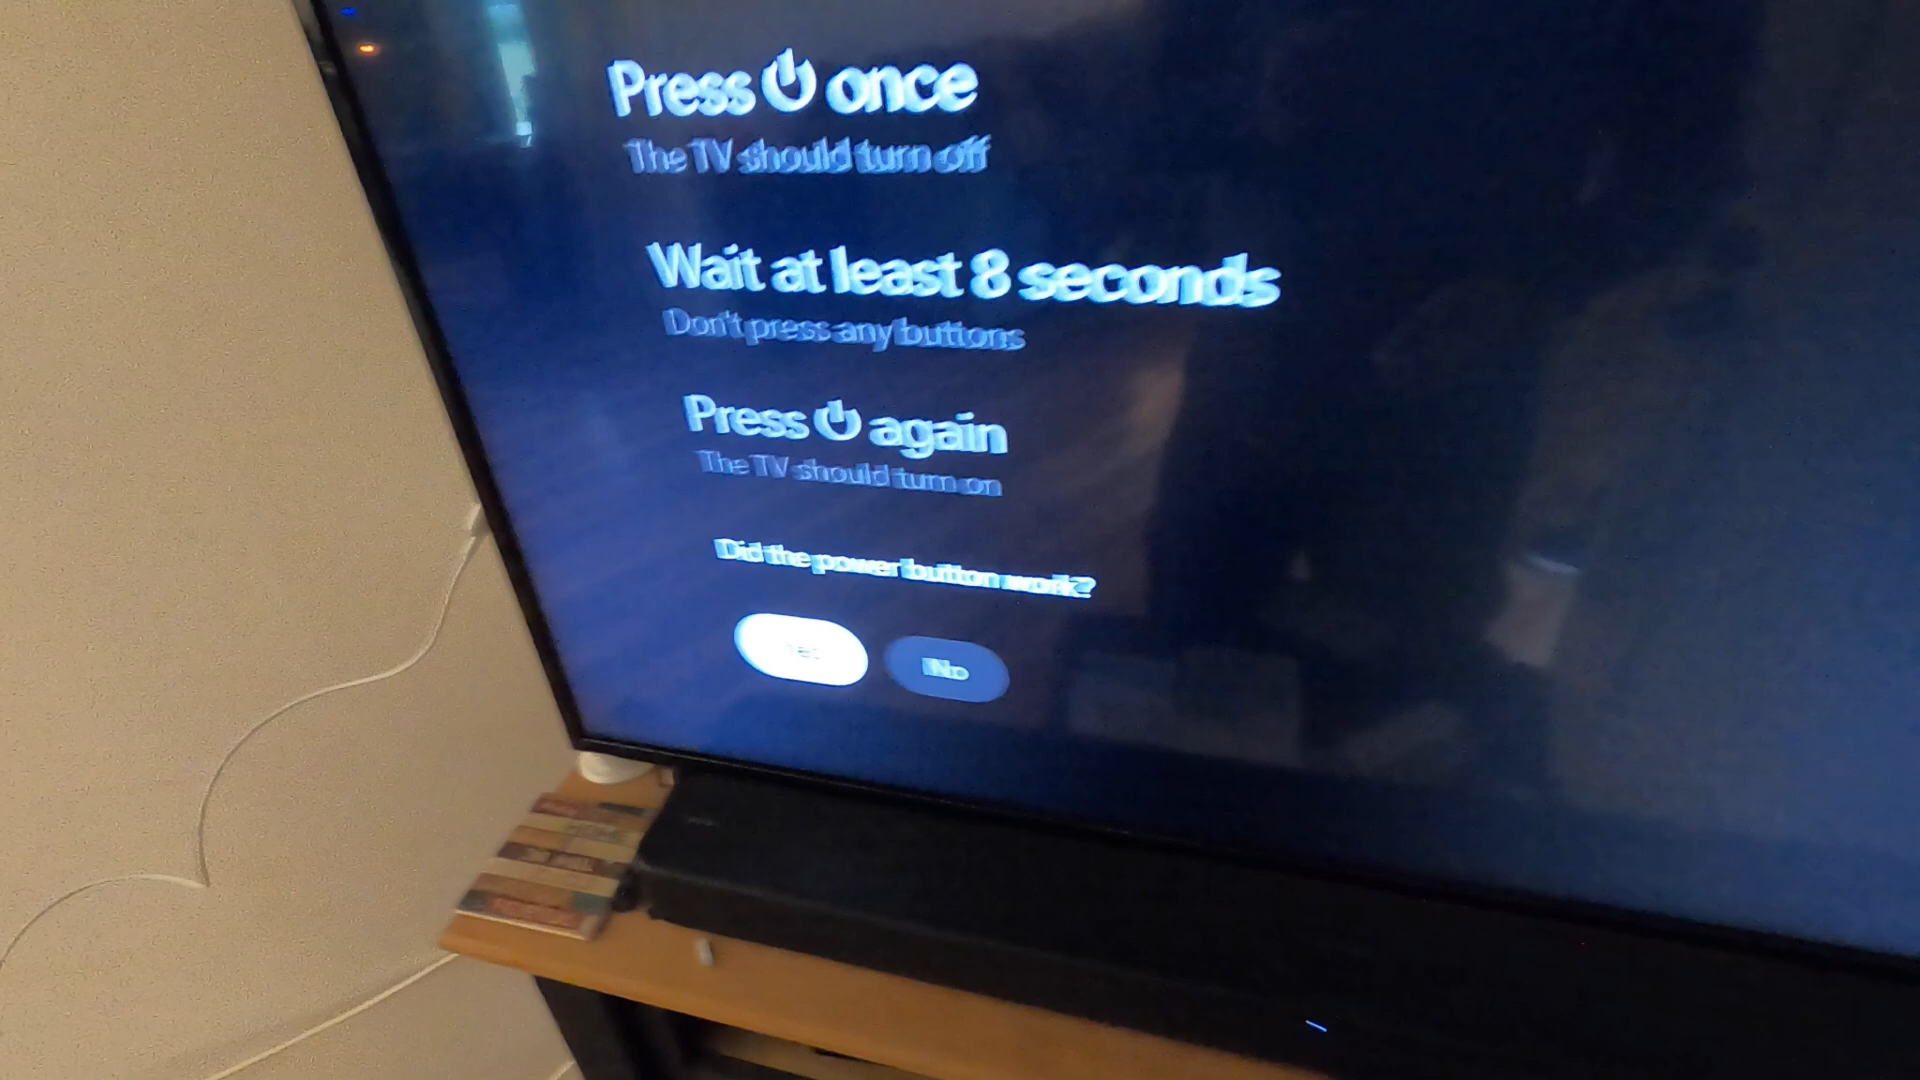 Press once
The TV should turn off
Wait at least 8 seconds
Don't press any buttons
Press again
The TV should turn on
Did the power button work?
Yes
No